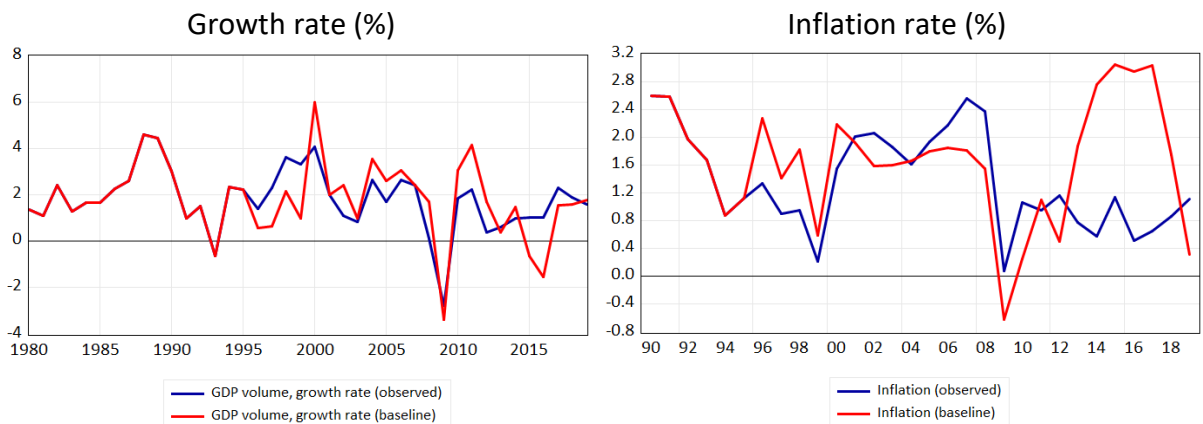 Growth rate (%)
8
6
4
2
0
-2
-4
1980 1985 1990 1995 2000 2005 2010 2015
GDP volume, growth rate (observed)
GDP volume, growth rate (baseline)
Inflation rate (%)
3.2
2.8
2.4
2.0
1.6
1.2
0.8
0.4
0.0
-0.4
-0.8
90 92 94 96 98 00 02 04 06 08 10 12 14 16 18
Inflation (observed)
Inflation (baseline)